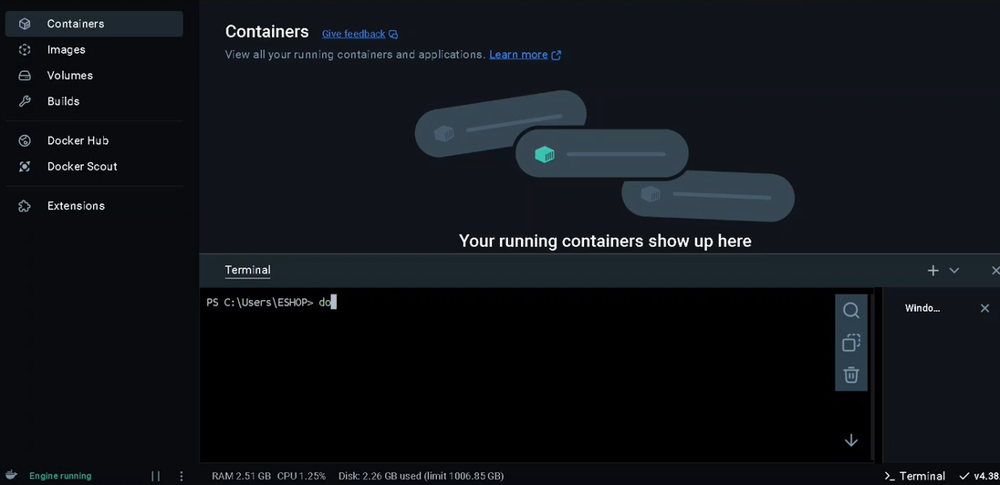 Containers
Images
Volumes
Builds
Docker Hub
Docker Scout
Extensions
Containers Give feedback
View all your running containers and applications. Learn more
Your running containers show up here
Terminal
PS C:\Users\ESHOP> do
Windo...
Engine running
RAM 2.51 GB CPU 1.25% Disk: 2.26 GB used (limit 1006.85 GB)
Terminal
v4.38